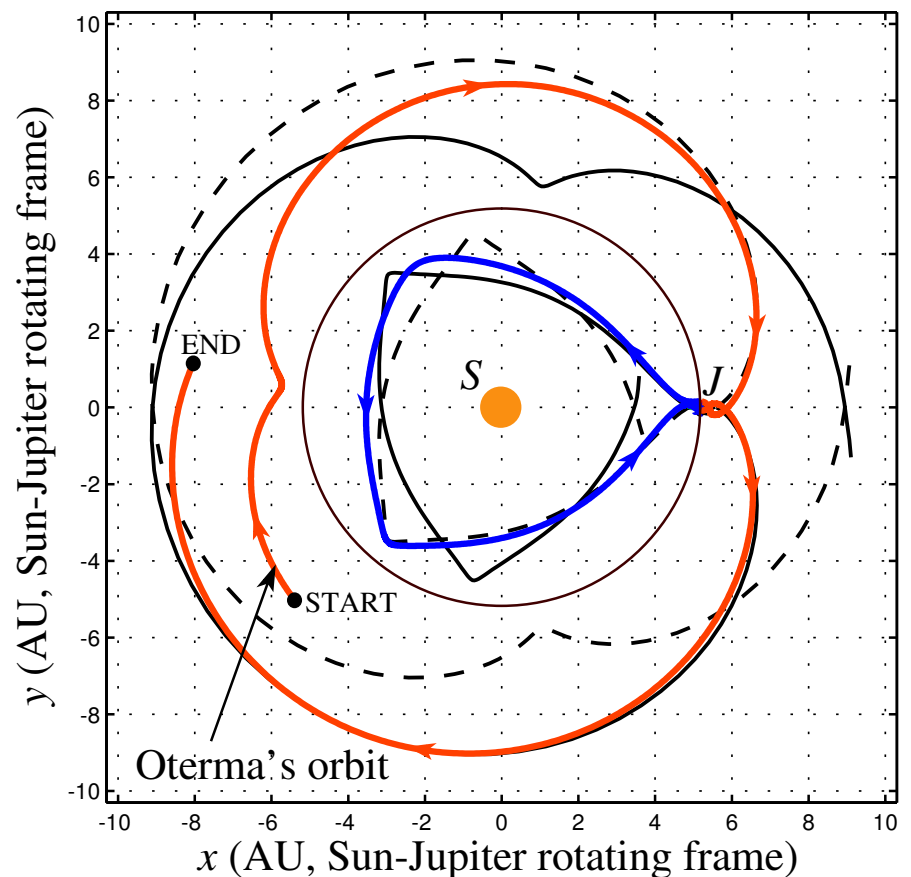 10
8
6
4
2
0
-2
-4
-6
-8
-10
y (AU, Sun-Jupiter rotating frame)
END
S
J
START
Oterma's orbit
-10 -8 -6 -4 -2 0 2 4 6 8 10
x (AU, Sun-Jupiter rotating frame)